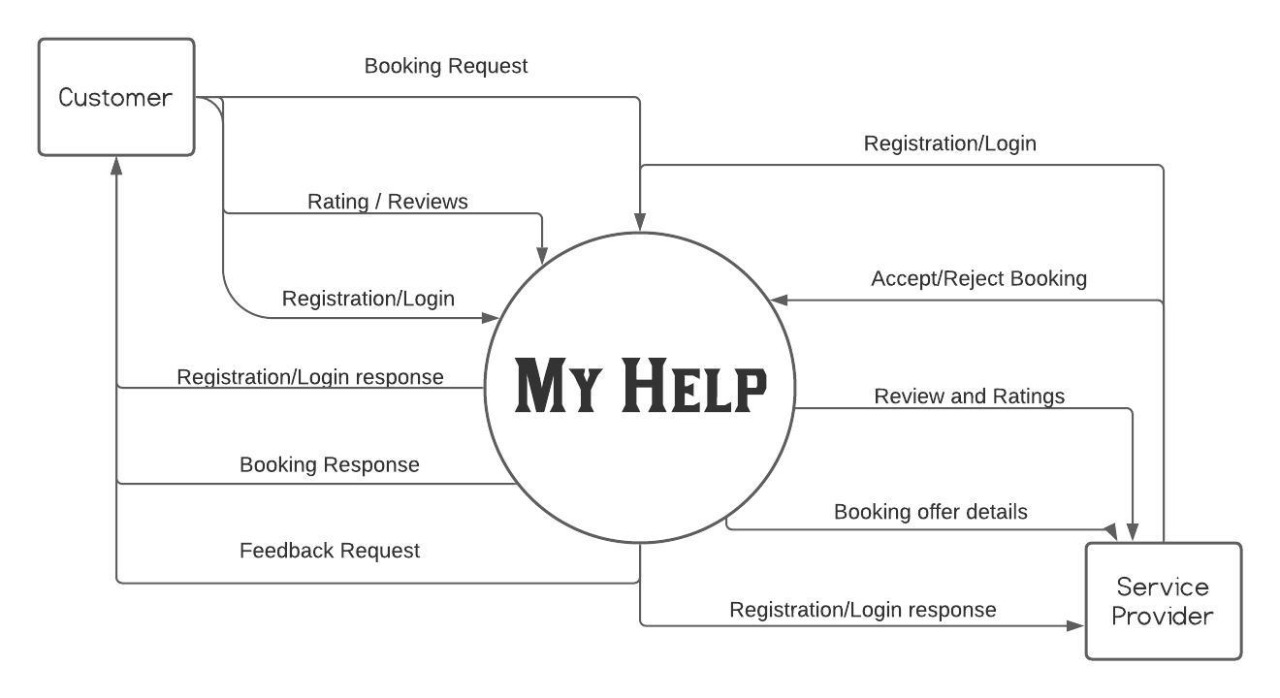 Booking Request
Customer
Registration/Login
Rating / Reviews
Accept/Reject Booking
Registration/Login
My Help
Registration/Login response
Review and Ratings
Booking Response
Booking offer details
Feedback Request
Service
Provider
Registration/Login response